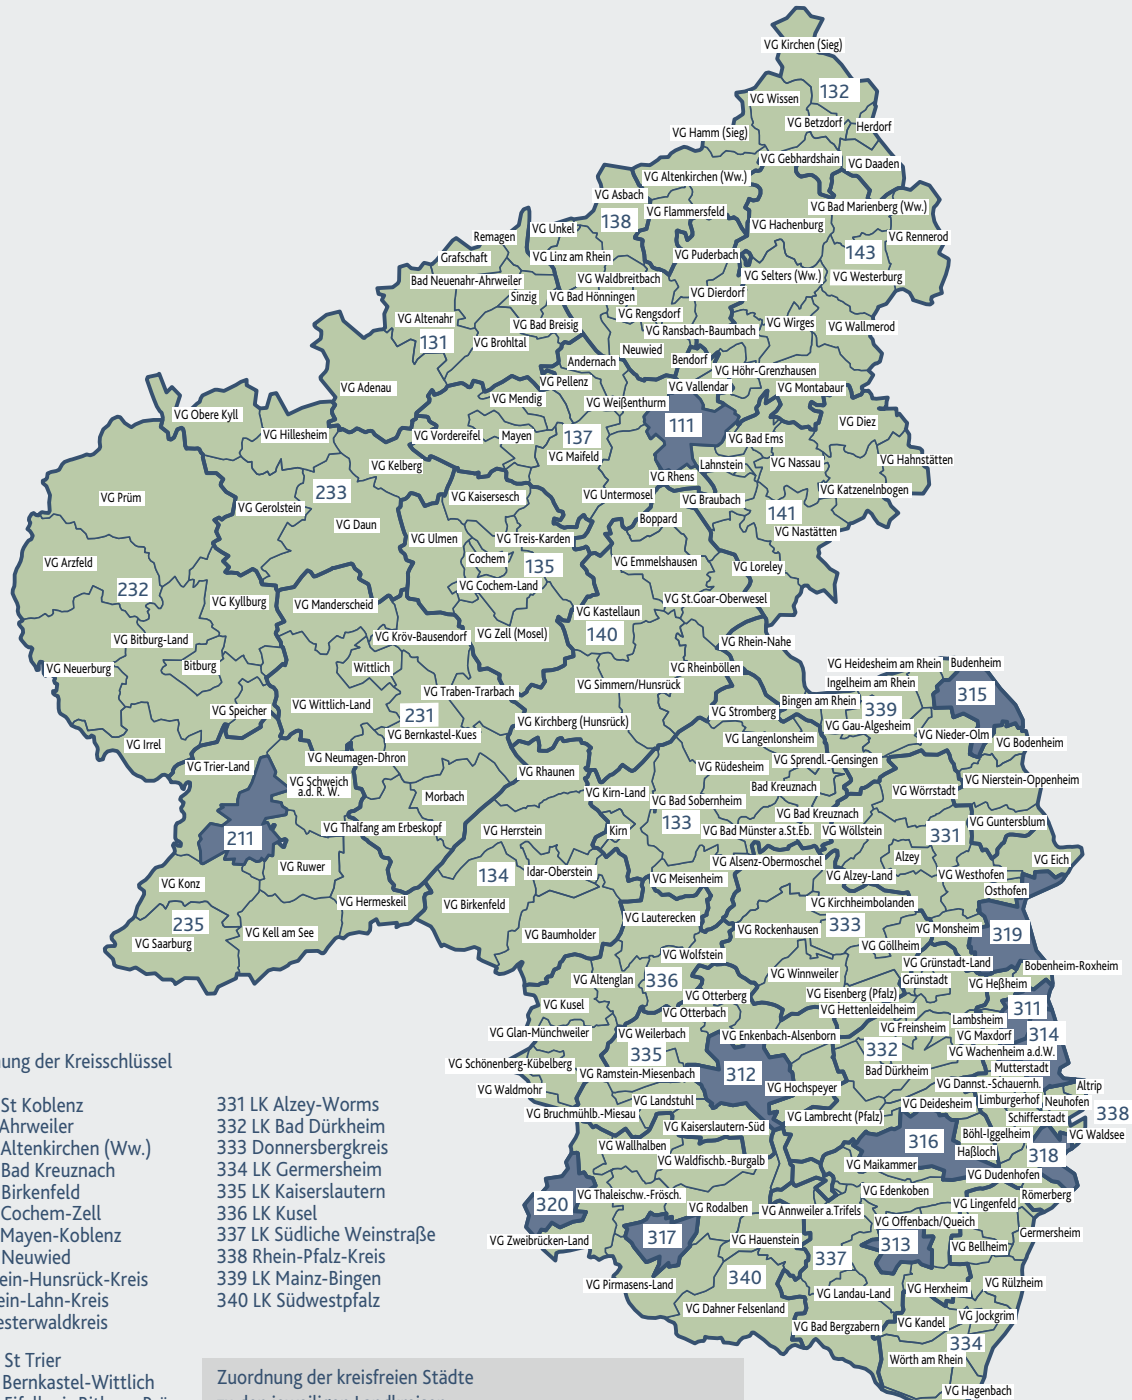 VG Kirchen (Sieg)
132
VG Wissen
VG Betzdorf
Herdorf
VG Hamm (Sieg)
VG Gebhardshain
VG Daaden
VG Altenkirchen (Ww.)
VG Asbach
VG Bad Marienberg (Ww.)
138
VG Flammersfeld
VG Unkel
VG Hachenburg
Remagen
VG Rennerod
143
Grafschaft
VG Linz am Rhein
VG Puderbach
Bad Neuenahr-Ahrweiler
VG Waldbreitbach
VG Selters (Ww.)
VG Westerburg
Sinzig
VG Bad Hönningen
VG Dierdorf
VG Altenahr
VG Bad Breisig
VG Rengsdorf
VG Ransbach-Baumbach
VG Wirges
VG Wallmerod
131
VG Brohltal
Neuwied
Andernach
Bendorf
VG Höhr-Grenzhausen
VG Adenau
VG Pellenz
VG Vallendar
VG Montabaur
VG Mendig
VG Weißenthurm
VG Obere Kyll
111
VG Diez
VG Hillesheim
VG Vordereifel
Mayen
137
VG Bad Ems
VG Maifeld
VG Kelberg
Lahnstein
VG Nassau
VG Hahnstätten
VG Rhens
VG Prüm
233
VG Kaisersesch
VG Untermosel
VG Braubach
VG Katzenelnbogen
VG Gerolstein
141
VG Daun
Boppard
VG Nastätten
VG Ulmen
VG Treis-Karden
VG Arzfeld
Cochem
135
VG Emmelshausen
VG Loreley
232
VG Cochem-Land
VG Kyllburg
VG Manderscheid
VG St.Goar-Oberwesel
VG Kastellaun
VG Bitburg-Land
VG Kröv-Bausendorf
VG Zell (Mosel)
140
VG Rhein-Nahe
VG Neuerburg
Bitburg
Wittlich
VG Rheinböllen
VG Heidesheim am Rhein
Budenheim
VG Simmern/Hunsrück
Ingelheim am Rhein
VG Traben-Trarbach
315
VG Speicher
VG Wittlich-Land
Bingen am Rhein
339
231
VG Stromberg
VG Kirchberg (Hunsrück)
VG Gau-Algesheim
VG Bernkastel-Kues
VG Langenlonsheim
VG Nieder-Olm
VG Bodenheim
VG Irrel
VG Neumagen-Dhron
VG Sprendl.-Gensingen
VG Trier-Land
VG Rhaunen
VG Rüdesheim
VG Nierstein-Oppenheim
VG Schweich
a.d. R. W.
Morbach
VG Kirn-Land
VG Bad Sobernheim
Bad Kreuznach
VG Wörrstadt
VG Bad Kreuznach
133
VG Guntersblum
VG Thalfang am Erbeskopf
VG Herrstein
Kirn
VG Bad Münster a.St.Eb.
VG Wöllstein
331
211
VG Ruwer
Idar-Oberstein
VG Alsenz-Obermoschel
Alzey
VG Eich
134
VG Meisenheim
VG Alzey-Land
VG Westhofen
VG Konz
Osthofen
VG Hermeskeil
VG Birkenfeld
VG Kirchheimbolanden
235
VG Lauterecken
VG Rockenhausen
333
VG Monsheim
319
VG Kell am See
VG Baumholder
VG Saarburg
VG Göllheim
VG Wolfstein
VG Grünstadt-Land
Bobenheim-Roxheim
VG Altenglan
336
VG Winnweiler
Grünstadt
VG Heßheim
VG Otterberg
VG Eisenberg (Pfalz)
VG Kusel
VG Otterbach
VG Hettenleidelheim
311
Lambsheim
VG Glan-Münchweiler
VG Weilerbach
VG Enkenbach-Alsenborn
VG Freinsheim
VG Maxdorf
314
335
332
VG Wachenheim a.d.W.
VG Schönenberg-Kübelberg
VG Ramstein-Miesenbach
312
Bad Dürkheim
Mutterstadt
VG Waldmohr
VG Hochspeyer
VG Dannst.-Schauernh.
Altrip
VG Landstuhl
VG Deidesheim
Limburgerhof
Neuhofen
338
VG Bruchmühlb.-Miesau
VG Lambrecht (Pfalz)
Schifferstadt
VG Kaiserslautern-Süd
316
Böhl-Iggelheim
VG Waldsee
VG Wallhalben
Haßloch
318
VG Waldfischb.-Burgalb
VG Maikammer
VG Dudenhofen
320
VG Thaleischw.-Frösch.
VG Edenkoben
Römerberg
VG Rodalben
VG Annweiler a.Trifels
VG Lingenfeld
VG Offenbach/Queich
VG Zweibrücken-Land
317
VG Hauenstein
313
Germersheim
VG Bellheim
337
VG Pirmasens-Land
340
VG Landau-Land
VG Herxheim
VG Rülzheim
VG Dahner Felsenland
VG Bad Bergzabern
VG Kandel
VG Jockgrim
334
Wörth am Rhein
VG Hagenbach
nung der Kreisschlüssel
St Koblenz
Ahrweiler
Altenkirchen (Ww.)
Bad Kreuznach
Birkenfeld
Cochem-Zell
Mayen-Koblenz
Neuwied
ein-Hunsrück-Kreis
ein-Lahn-Kreis
esterwaldkreis
St Trier
Bernkastel-Wittlich
331 LK Alzey-Worms
332 LK Bad Dürkheim
333 Donnersbergkreis
334 LK Germersheim
335 LK Kaiserslautern
336 LK Kusel
337 LK Südliche Weinstraße
338 Rhein-Pfalz-Kreis
339 LK Mainz-Bingen
340 LK Südwestpfalz
Zuordnung der kreisfreien Städte